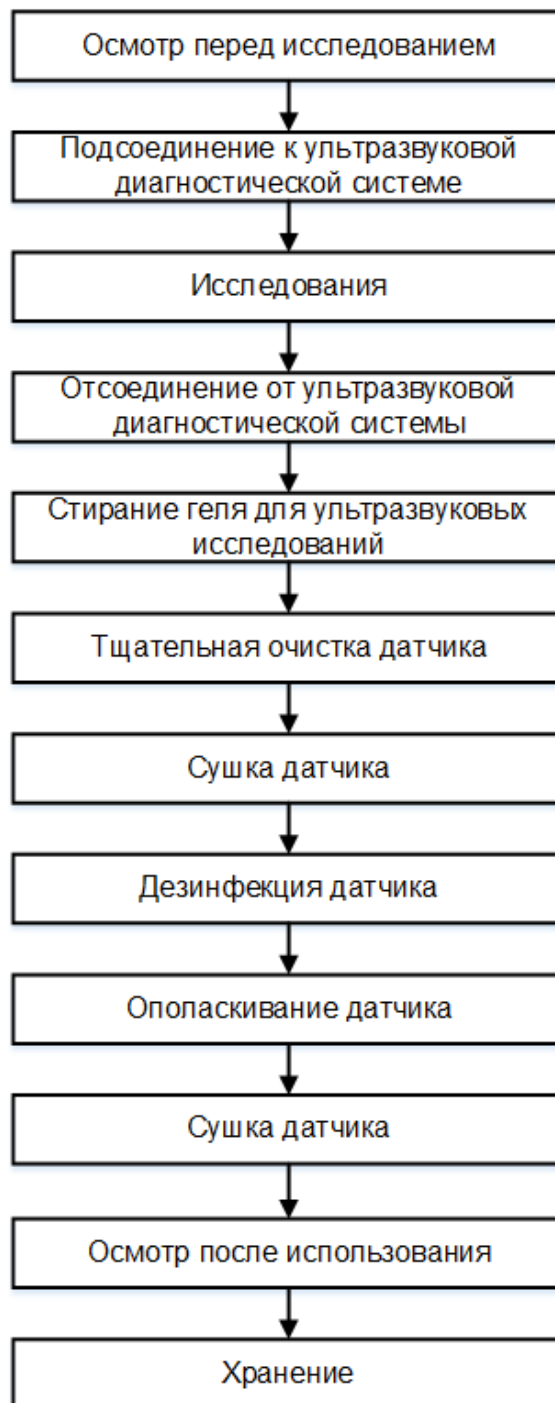 Осмотр перед исследованием
Подсоединение к ультразвуковой
диагностической системе
Исследования
Отсоединение от ультразвуковой
диагностической системы
Стирание геля для ультразвуковых
исследований
Тщательная очистка датчика
Сушка датчика
Дезинфекция датчика
Ополаскивание датчика
Сушка датчика
Осмотр после использования
Хранение